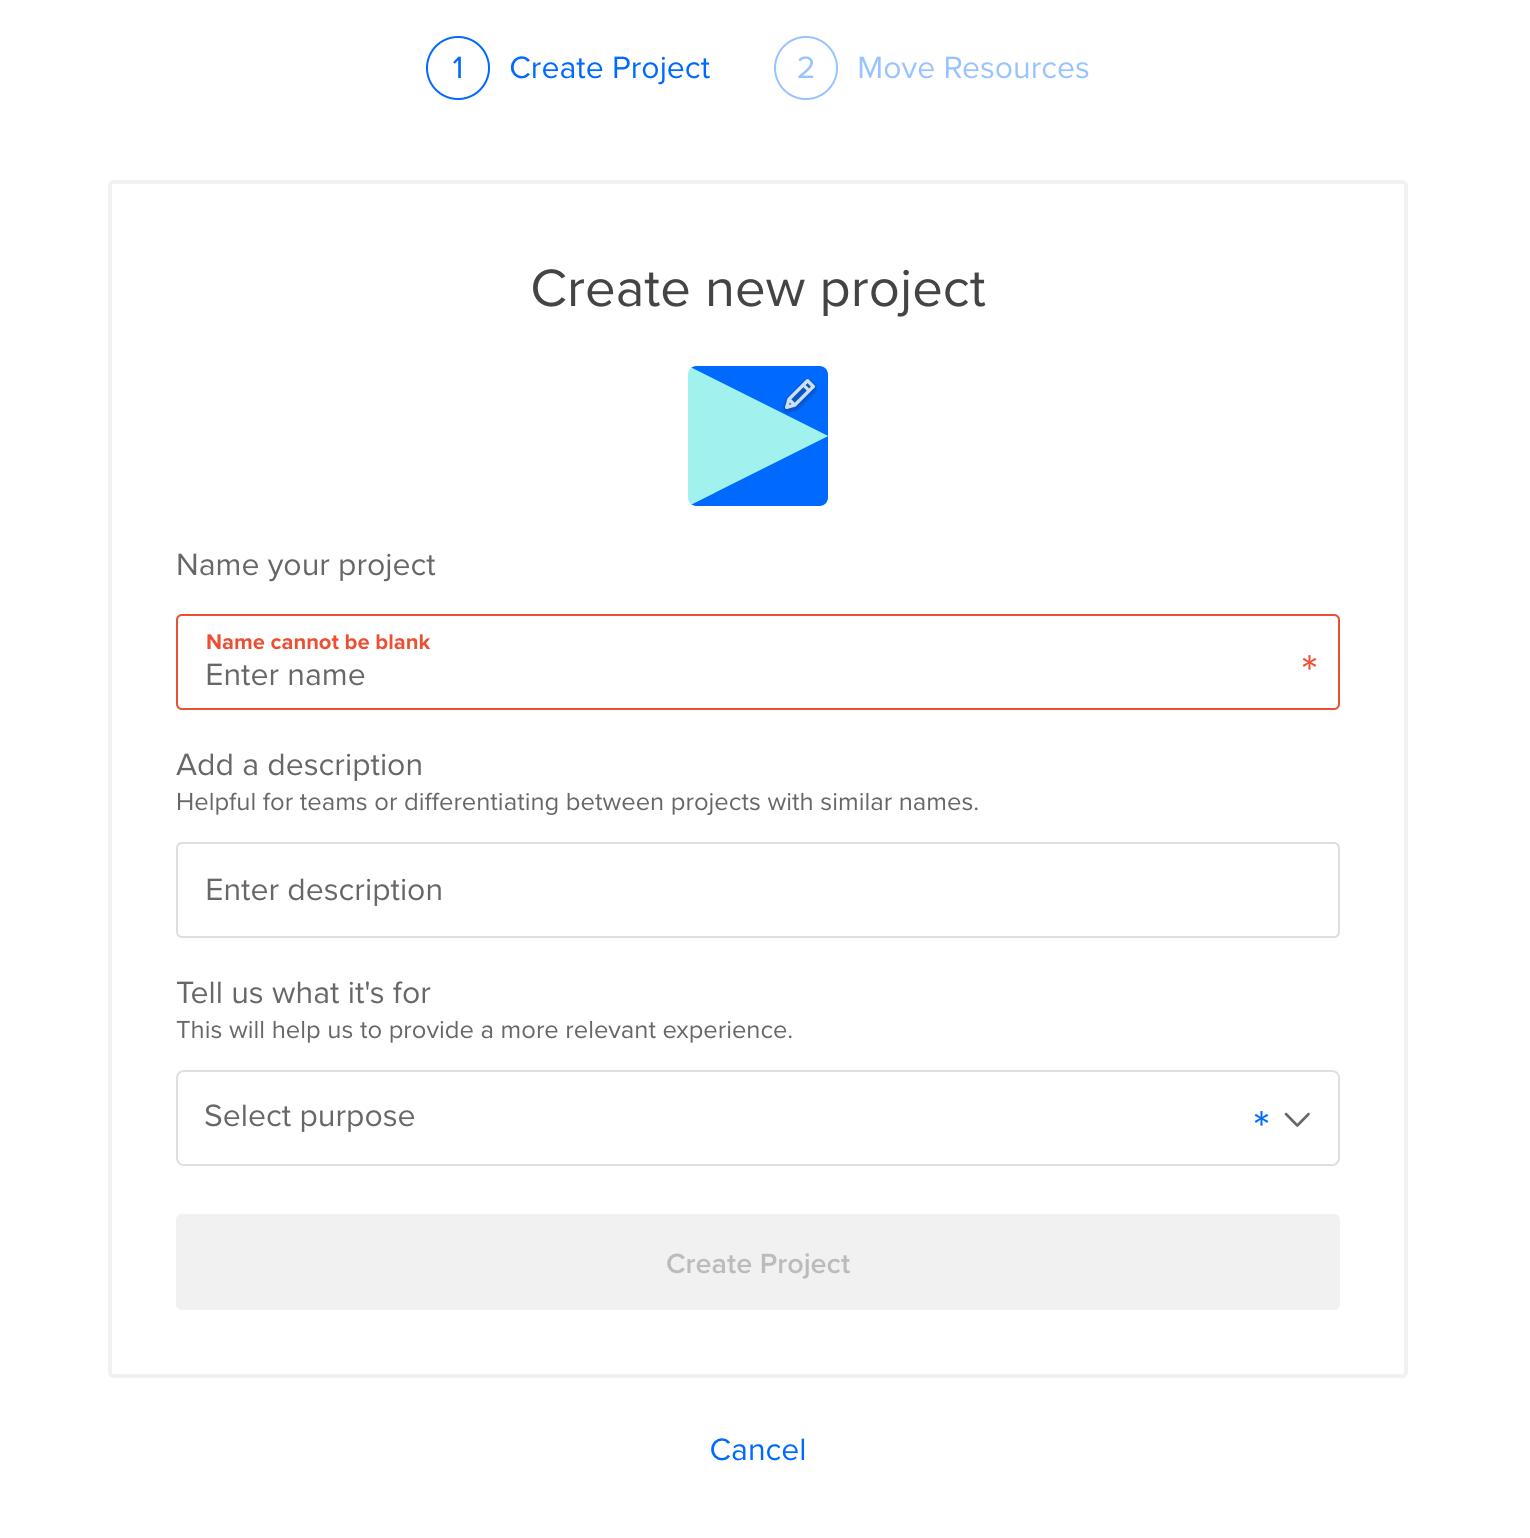 1 Create Project 2 Move Resources
Create new project
Name your project
Name cannot be blank
Enter name *
Add a description
Helpful for teams or differentiating between projects with similar names.
Enter description
Tell us what it's for
This will help us to provide a more relevant experience.
Select purpose *
Create Project
Cancel